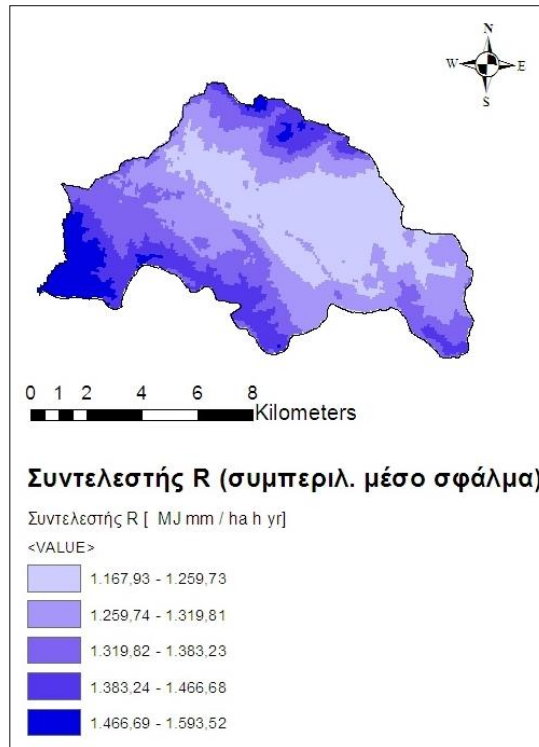 N
W E
S
0 1 2 4 6 8
Kilometers
Συντελεστής R (συμπεριλ. μέσο σφάλμα)
Συντελεστής R [ MJ mm / ha h yr]
<VALUE>
1.167,93 - 1.259,73
1.259,74 - 1.319,81
1.319,82 - 1.383,23
1.383,24 - 1.466,68
1.466,69 - 1.593,52